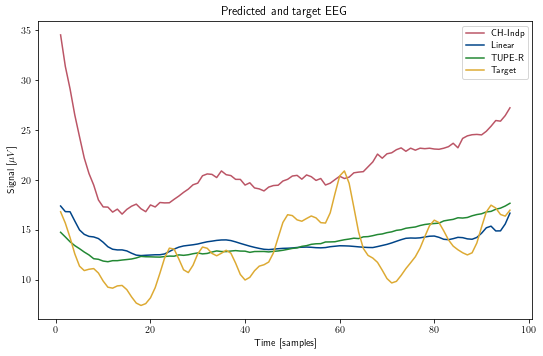 Predicted and target EEG
CH-Indp
Linear
TUPE-R
Target
Signal [μV]
35
30
25
20
15
10
0
20
40
60
80
100
Time [samples]